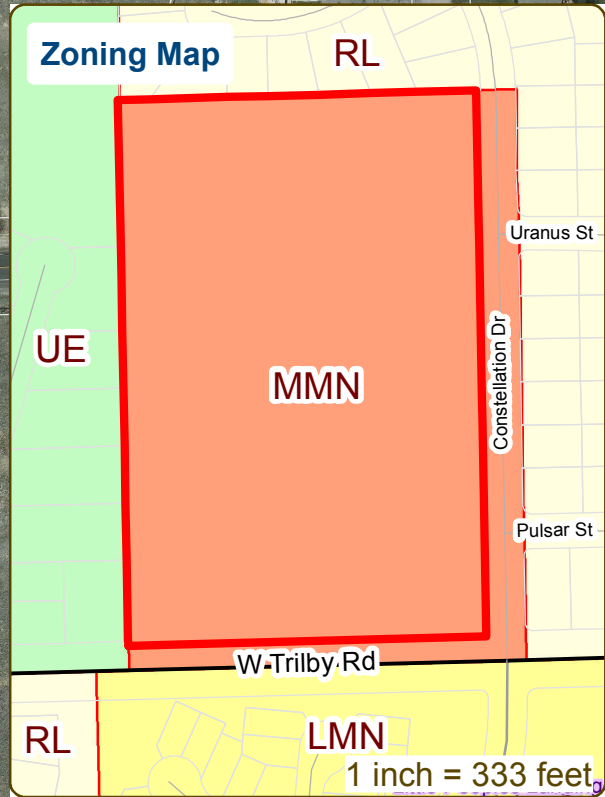 Zoning Map
RL
Uranus St
Constellation Dr
UE
MMN
Pulsar St
W Trilby Rd
RL
LMN
1 inch = 333 feet